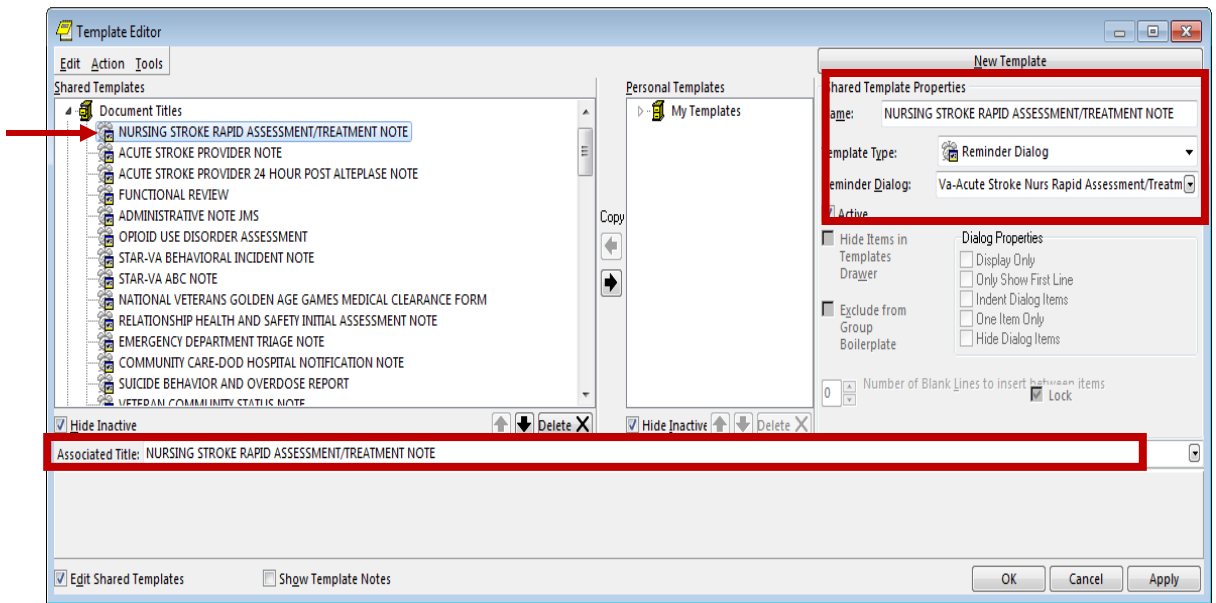 Template Editor
Edit Action Tools
New Template
Shared Templates
Document Titles
NURSING STROKE RAPID ASSESSMENT/TREATMENT NOTE
ACUTE STROKE PROVIDER NOTE
ACUTE STROKE PROVIDER 24 HOUR POST ALTEPLASE NOTE
FUNCTIONAL REVIEW
ADMINISTRATIVE NOTE JMS
OPIOID USE DISORDER ASSESSMENT
STAR-VA BEHAVIORAL INCIDENT NOTE
STAR-VA ABC NOTE
NATIONAL VETERANS GOLDEN AGE GAMES MEDICAL CLEARANCE FORM
RELATIONSHIP HEALTH AND SAFETY INITIAL ASSESSMENT NOTE
EMERGENCY DEPARTMENT TRIAGE NOTE
COMMUNITY CARE-DOD HOSPITAL NOTIFICATION NOTE
SUICIDE BEHAVIOR AND OVERDOSE REPORT
VETERAN COMMUNITY STATUS NOTE
Hide Inactive
Delete
Copy
Personal Templates
My Templates
Hide Inactive
Delete
Shared Template Properties
Name: NURSING STROKE RAPID ASSESSMENT/TREATMENT NOTE
Template Type: Reminder Dialog
Reminder Dialog: Va-Acute Stroke Nurs Rapid Assessment/Treatm
Active
Hide Items in
Templates
Drawer
Exclude from
Group
Boilerplate
Dialog Properties
Display Only
Only Show First Line
Indent Dialog Items
One Item Only
Hide Dialog Items
0 Number of Blank Lines to insert between items
Lock
Associated Title: NURSING STROKE RAPID ASSESSMENT/TREATMENT NOTE
Edit Shared Templates
Show Template Notes
OK
Cancel
Apply